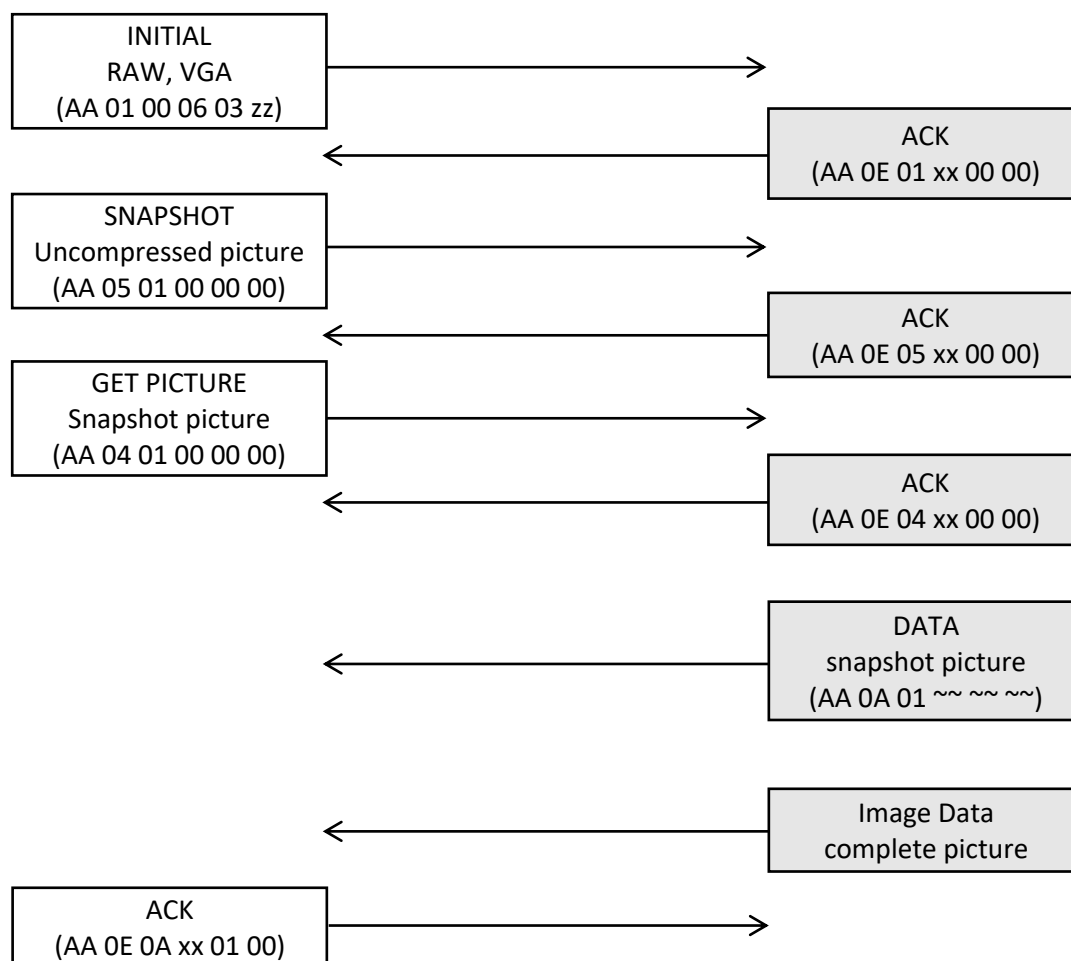 INITIAL
RAW, VGA
(AA 01 00 06 03 zz)
ACK
(AA 0E 01 xx 00 00)
SNAPSHOT
Uncompressed picture
(AA 05 01 00 00 00)
ACK
(AA 0E 05 xx 00 00)
GET PICTURE
Snapshot picture
(AA 04 01 00 00 00)
ACK
(AA 0E 04 xx 00 00)
DATA
snapshot picture
(AA 0A 01 ~~ ~~ ~~)
Image Data
complete picture
ACK
(AA 0E 0A xx 01 00)